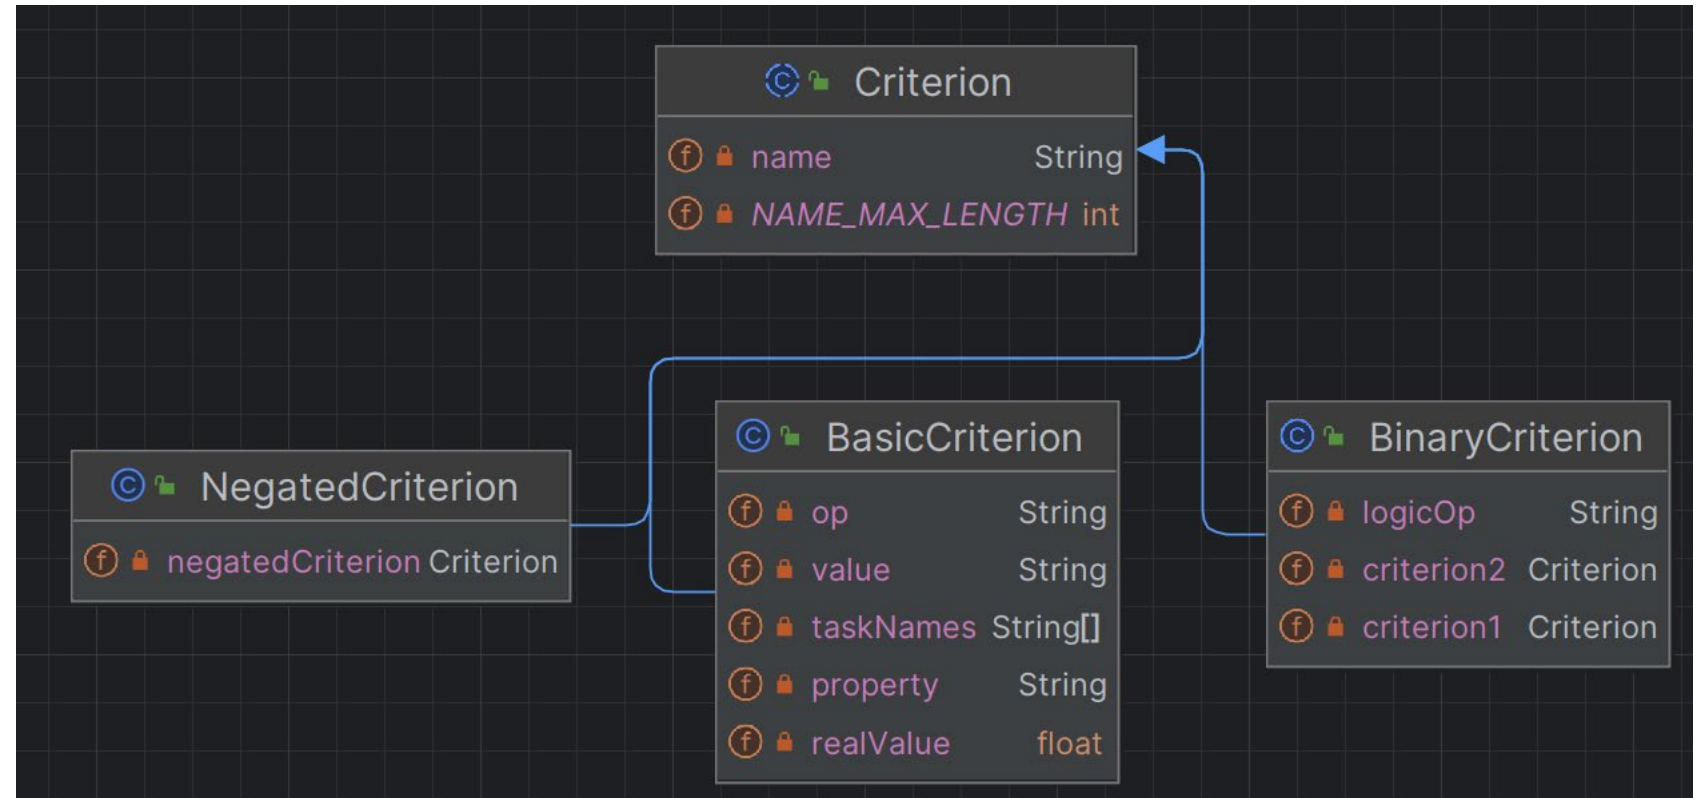 Criterion
name String
NAME_MAX_LENGTH int
NegatedCriterion
negatedCriterion Criterion
BasicCriterion
op String
value String
taskNames String[]
property String
realValue float
BinaryCriterion
logicOp String
criterion2 Criterion
criterion1 Criterion